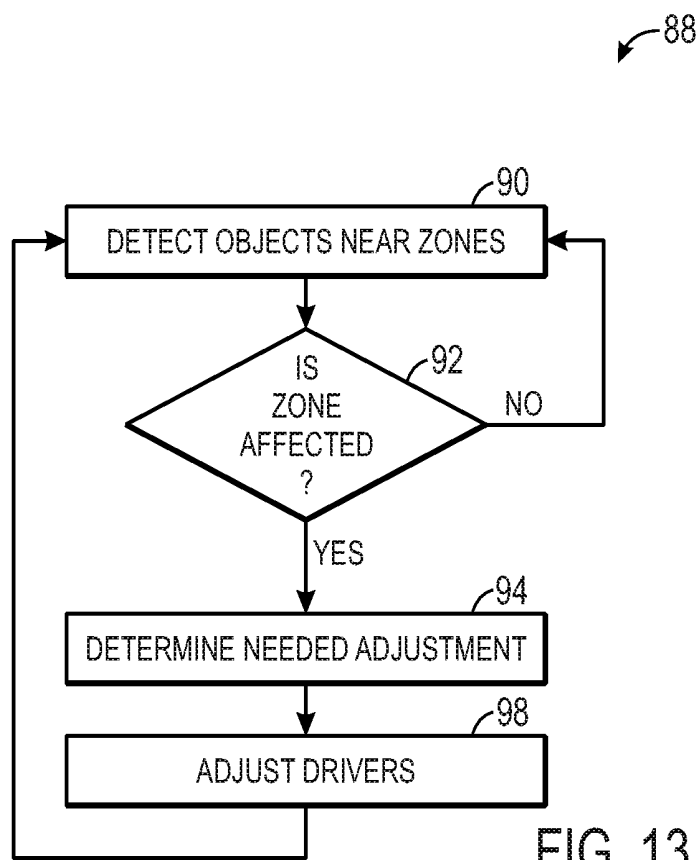 88
90
DETECT OBJECTS NEAR ZONES
92
IS
ZONE
AFFECTED
?
NO
YES
94
DETERMINE NEEDED ADJUSTMENT
98
ADJUST DRIVERS
FIG. 13